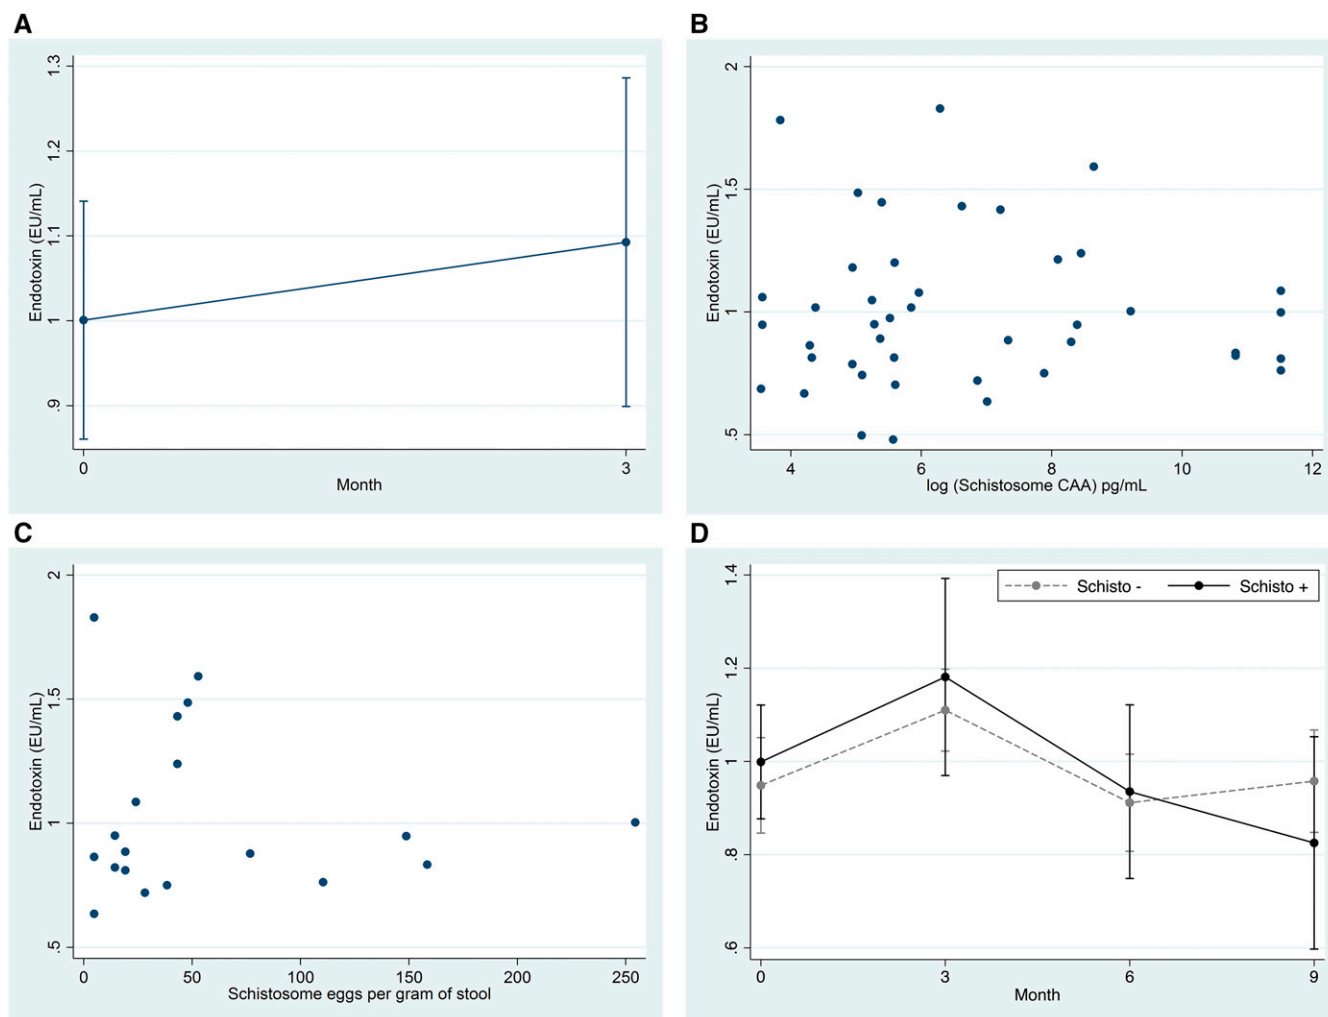 A
1.3
1.2
1.1
1
.9
Endotoxin (EU/mL)
0
3
Month
B
2
1.5
1
.5
Endotoxin (EU/mL)
4
6
8
10
12
log (Schistosome CAA) pg/mL
C
2
1.5
1
.5
Endotoxin (EU/mL)
0
50
100
150
200
250
Schistosome eggs per gram of stool
D
Schisto - Schisto +
1.4
1.2
1
.8
.6
Endotoxin (EU/mL)
0
3
6
9
Month